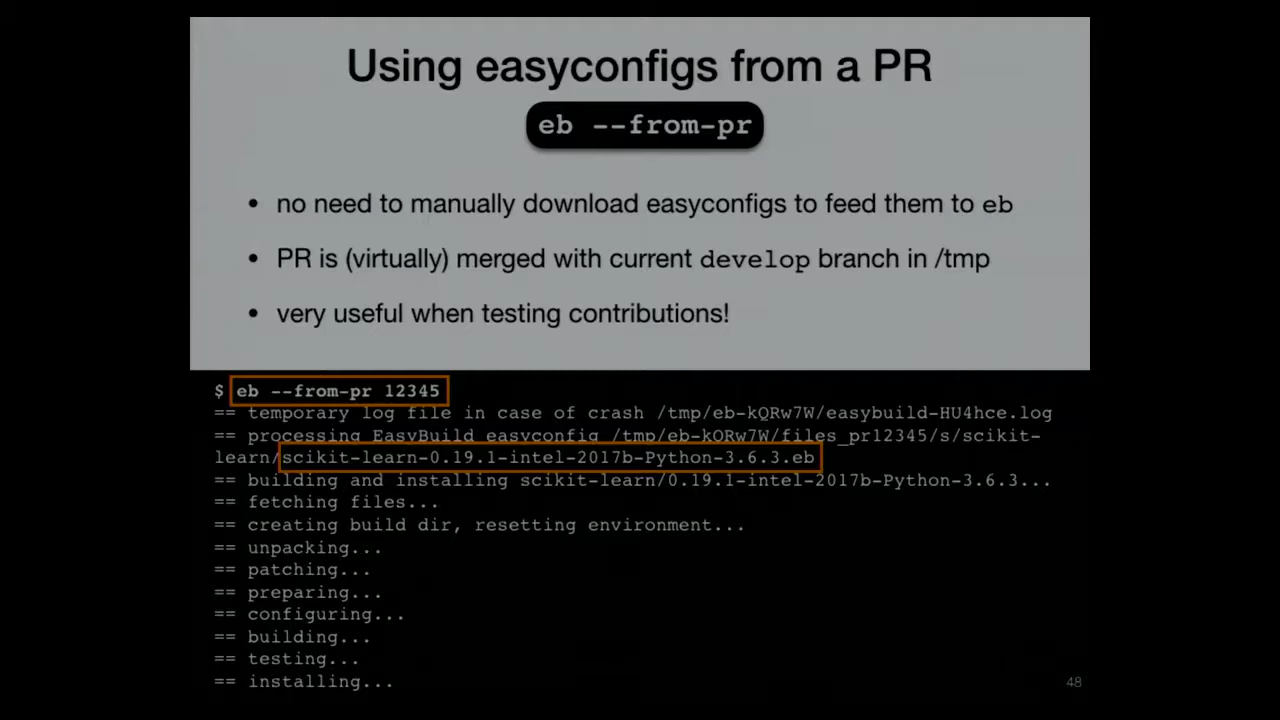 Using easyconfigs from a PR
eb --from-pr
• no need to manually download easyconfigs to feed them to eb
• PR is (virtually) merged with current develop branch in /tmp
• very useful when testing contributions!
$ eb --from-pr 12345
== temporary log file in case of crash /tmp/eb-kQRw7W/easybuild-HU4hce.log
== processing EasyBuild easyconfig /tmp/eb-kQRw7W/files_pr12345/s/scikit-
learn/scikit-learn-0.19.1-intel-2017b-Python-3.6.3.eb
== building and installing scikit-learn/0.19.1-intel-2017b-Python-3.6.3...
== fetching files...
== creating build dir, resetting environment...
== unpacking...
== patching...
== preparing...
== configuring...
== building...
== testing...
== installing...
48